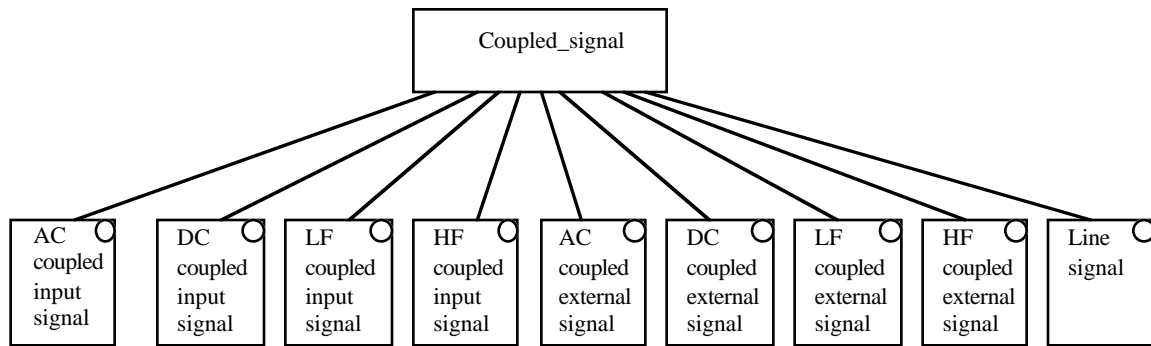 Coupled_signal
AC
coupled
input
signal
DC
coupled
input
signal
LF
coupled
input
signal
HF
coupled
input
signal
AC
coupled
external
signal
DC
coupled
external
signal
LF
coupled
external
signal
HF
coupled
external
signal
Line
signal